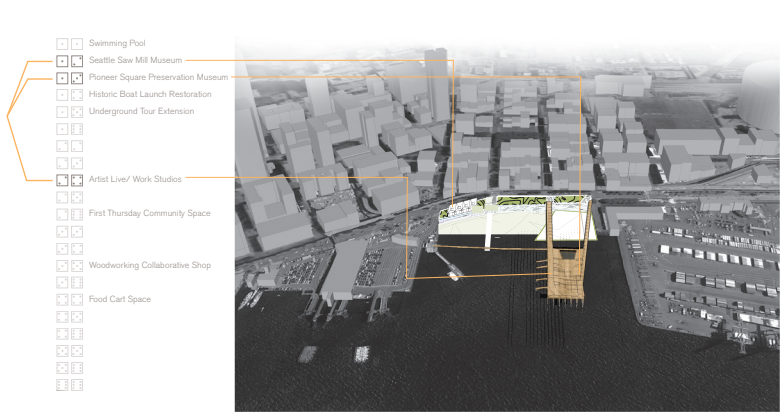 Swimming Pool
Seattle Saw Mill Museum
Pioneer Square Preservation Museum
Historic Boat Launch Restoration
Underground Tour Extension
Artist Live/ Work Studios
First Thursday Community Space
Woodworking Collaborative Shop
Food Cart Space